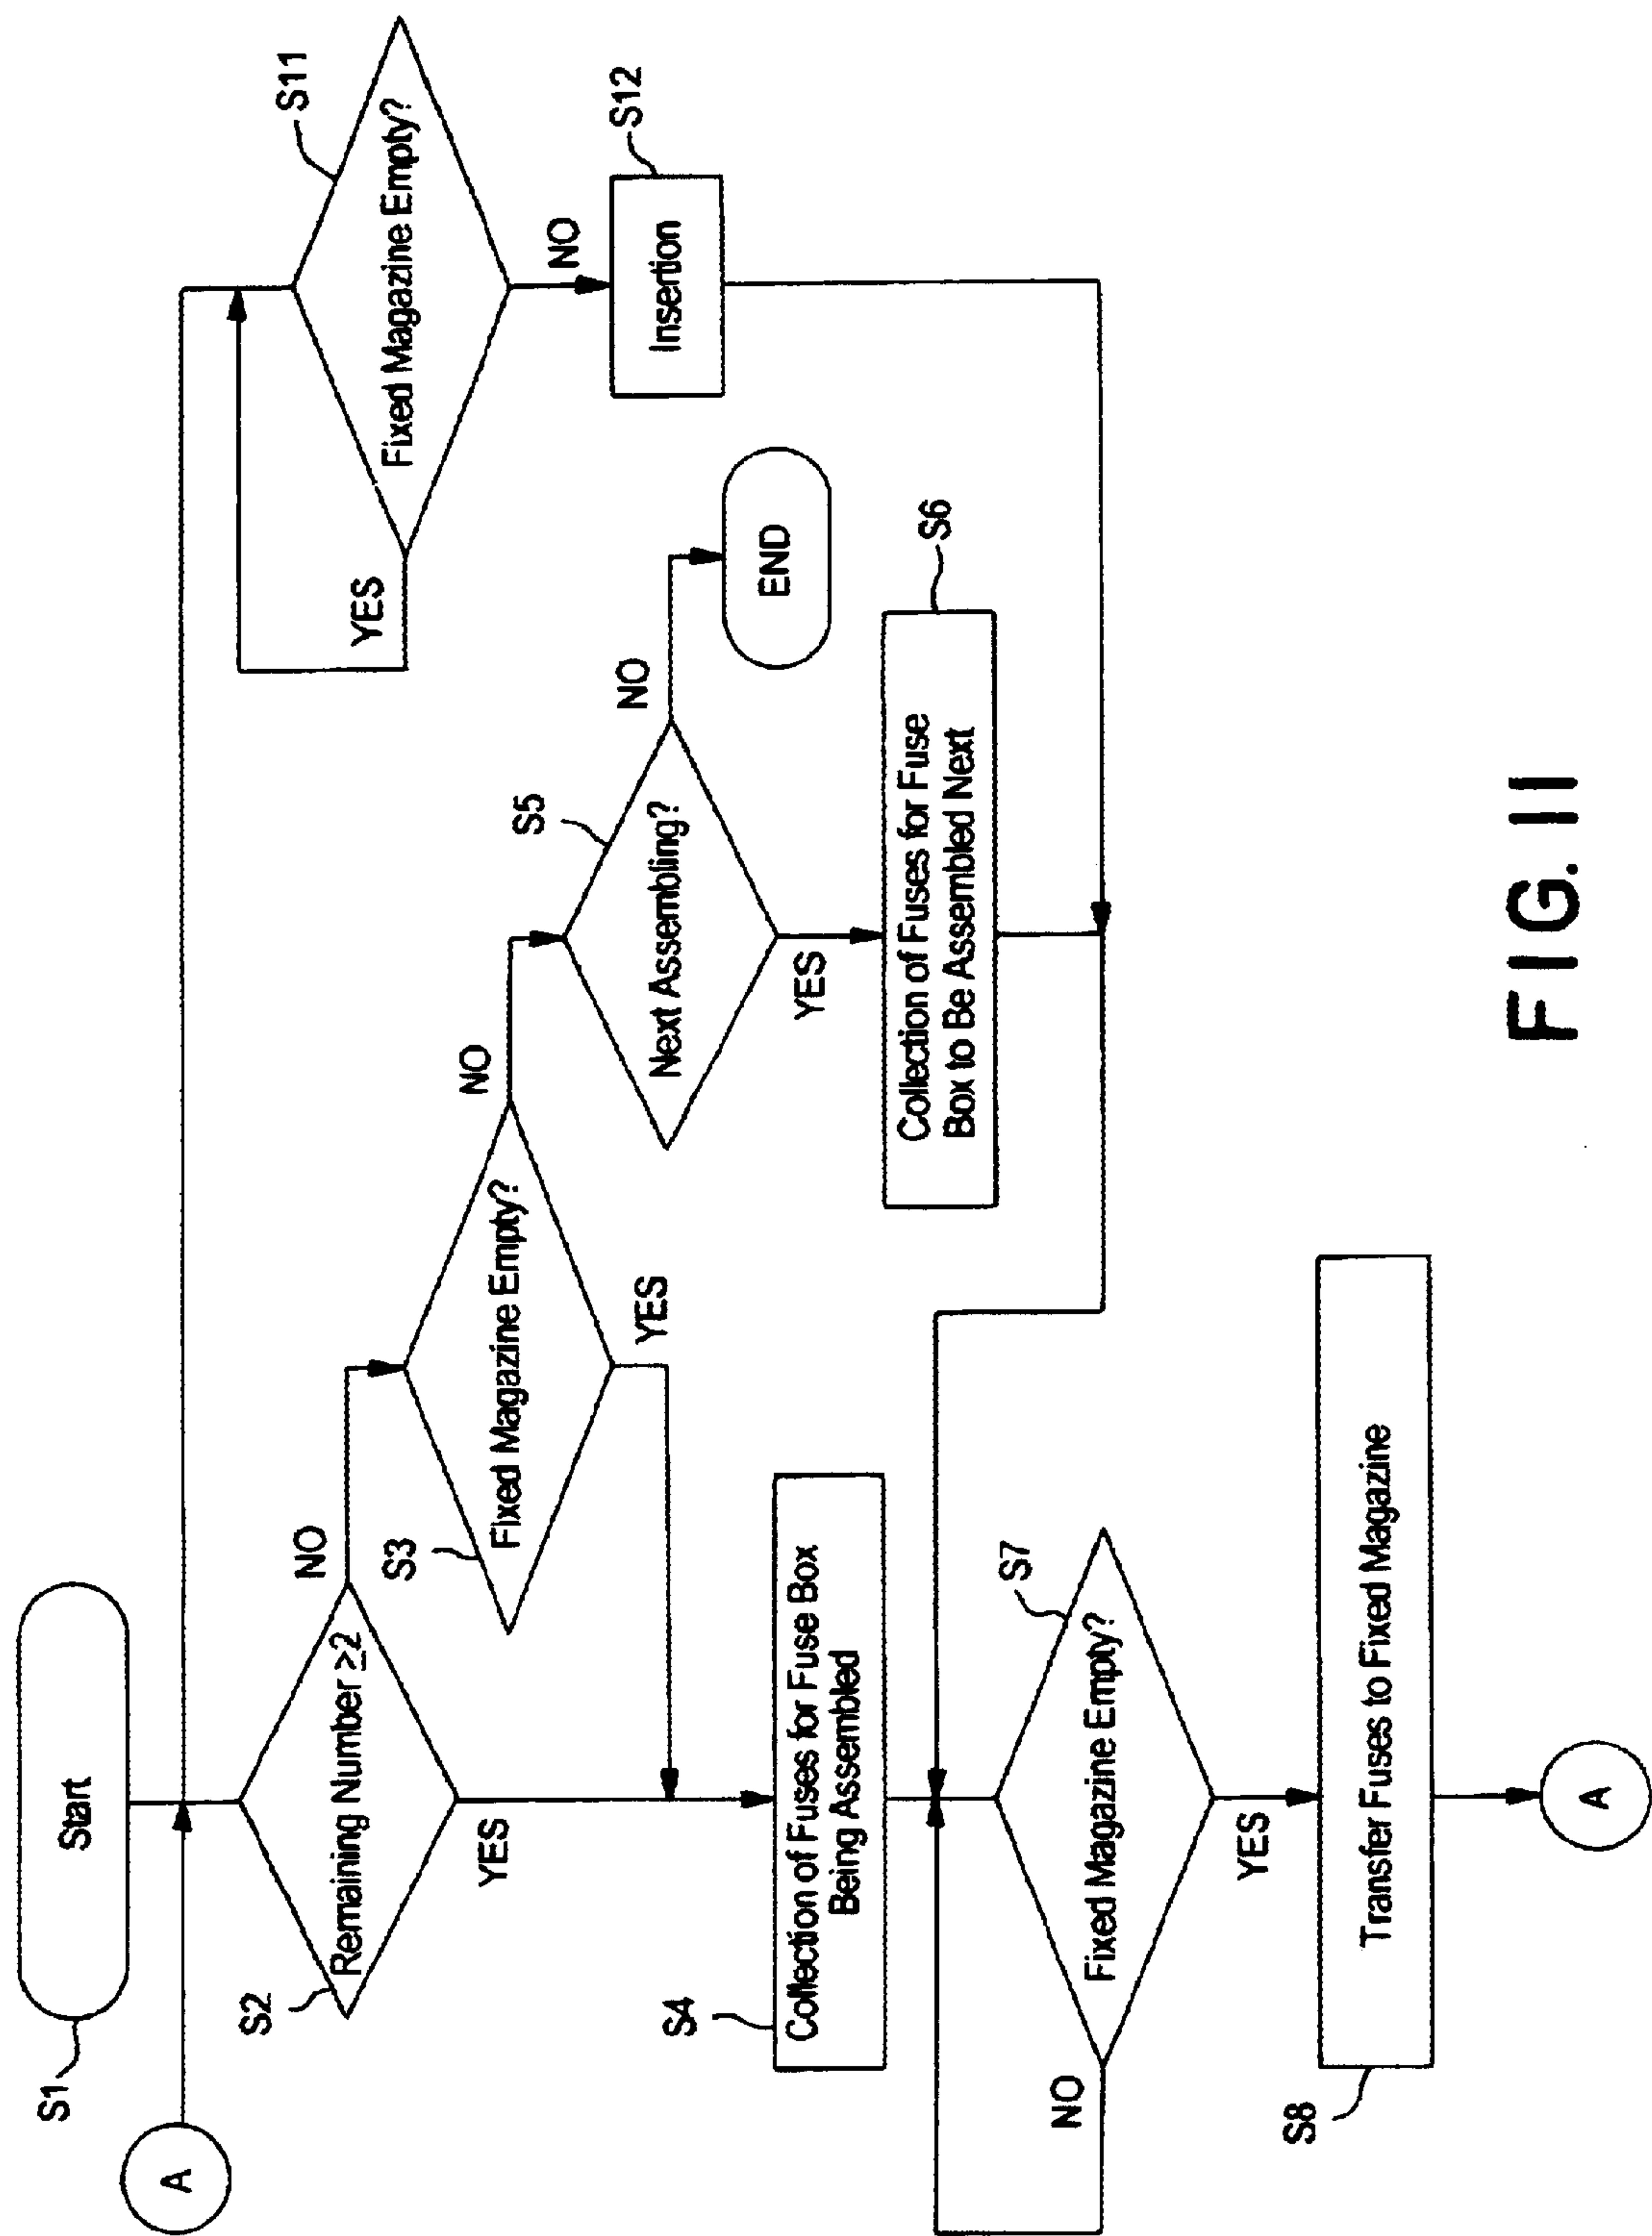 S1
Start
A
S2
Remaining Number ≥2
NO
YES
S3
Fixed Magazine Empty?
NO
YES
S4
Collection of Fuses for Fuse Box
Being Assembled
S5
Next Assembling?
NO
END
YES
S6
Collection of Fuses for Fuse
Box to Be Assembled Next
S7
Fixed Magazine Empty?
NO
YES
S8
Transfer Fuses to Fixed Magazine
A
S11
Fixed Magazine Empty?
YES
NO
S12
Insertion
FIG. 11